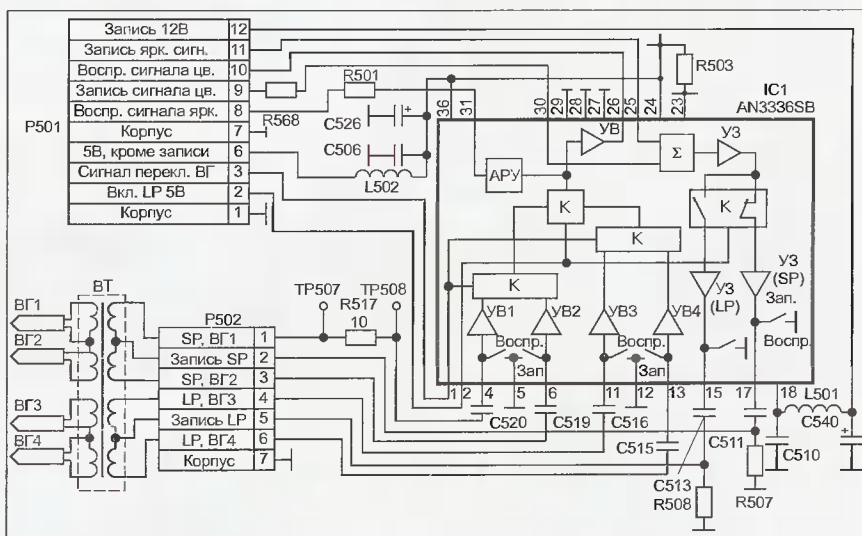 Запись 12В 12
Запись ярк. сигн. 11
Воспр. сигнала цв. 10
Запись сигнала цв. 9
Воспр. сигнала ярк. 8
Корпус 7
5В, кроме записи 6
Сигнал перекл. ВГ 3
Вкл. LP 5В 2
Корпус 1
P501
R568
R501
C526 +
C506
L502
36 31 30 29 28 27 26 25 24 23
R503
IC1
AN3336SB
УВ
Σ
УЗ
АРУ
К
К
К
К
УЗ (LP)
УЗ (SP)
УВ1 УВ2 УВ3 УВ4
Воспр. Зап.
Воспр. Зап.
Зап.
Воспр.
1 2 4 5 6 11 12 13 15 17 18
L501
C520 C519 C516 C515 C511 C510 C540 +
C513
R508
R507
TP507 TP508
R517
10
ВТ
ВГ1
ВГ2
ВГ3
ВГ4
P502
SP, ВГ1 1
Запись SP 2
SP, ВГ2 3
LP, ВГ3 4
Запись LP 5
LP, ВГ4 6
Корпус 7